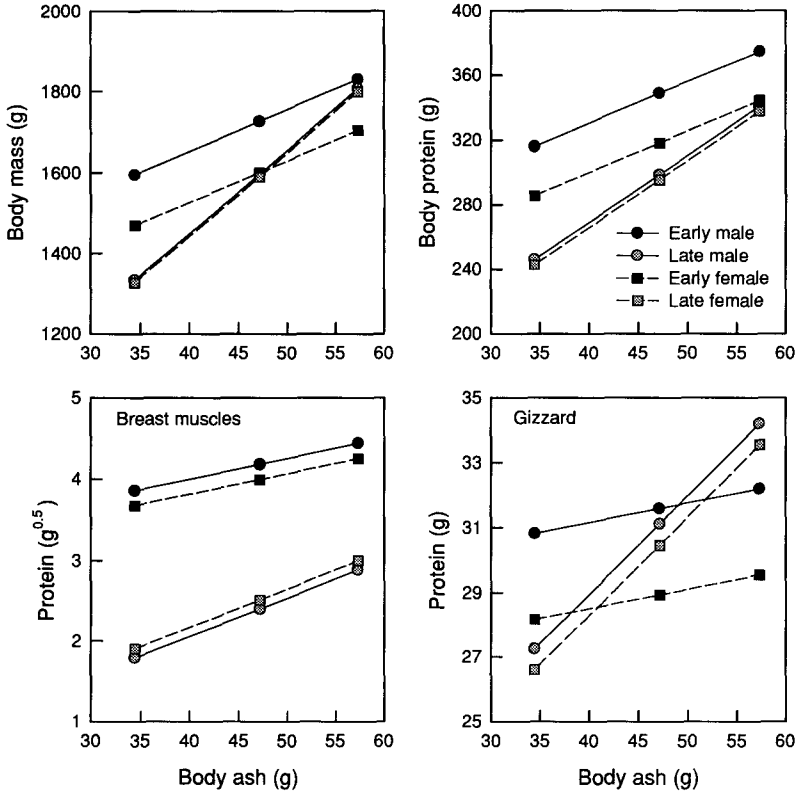 2000
1800
1600
1400
1200
Body mass (g)
30 35 40 45 50 55 60
400
360
320
280
240
200
Body protein (g)
Early male
Late male
Early female
Late female
30 35 40 45 50 55 60
Breast muscles
5
4
3
2
1
Protein (g^0.5)
30 35 40 45 50 55 60
Body ash (g)
Gizzard
35
33
31
29
27
25
Protein (g)
30 35 40 45 50 55 60
Body ash (g)